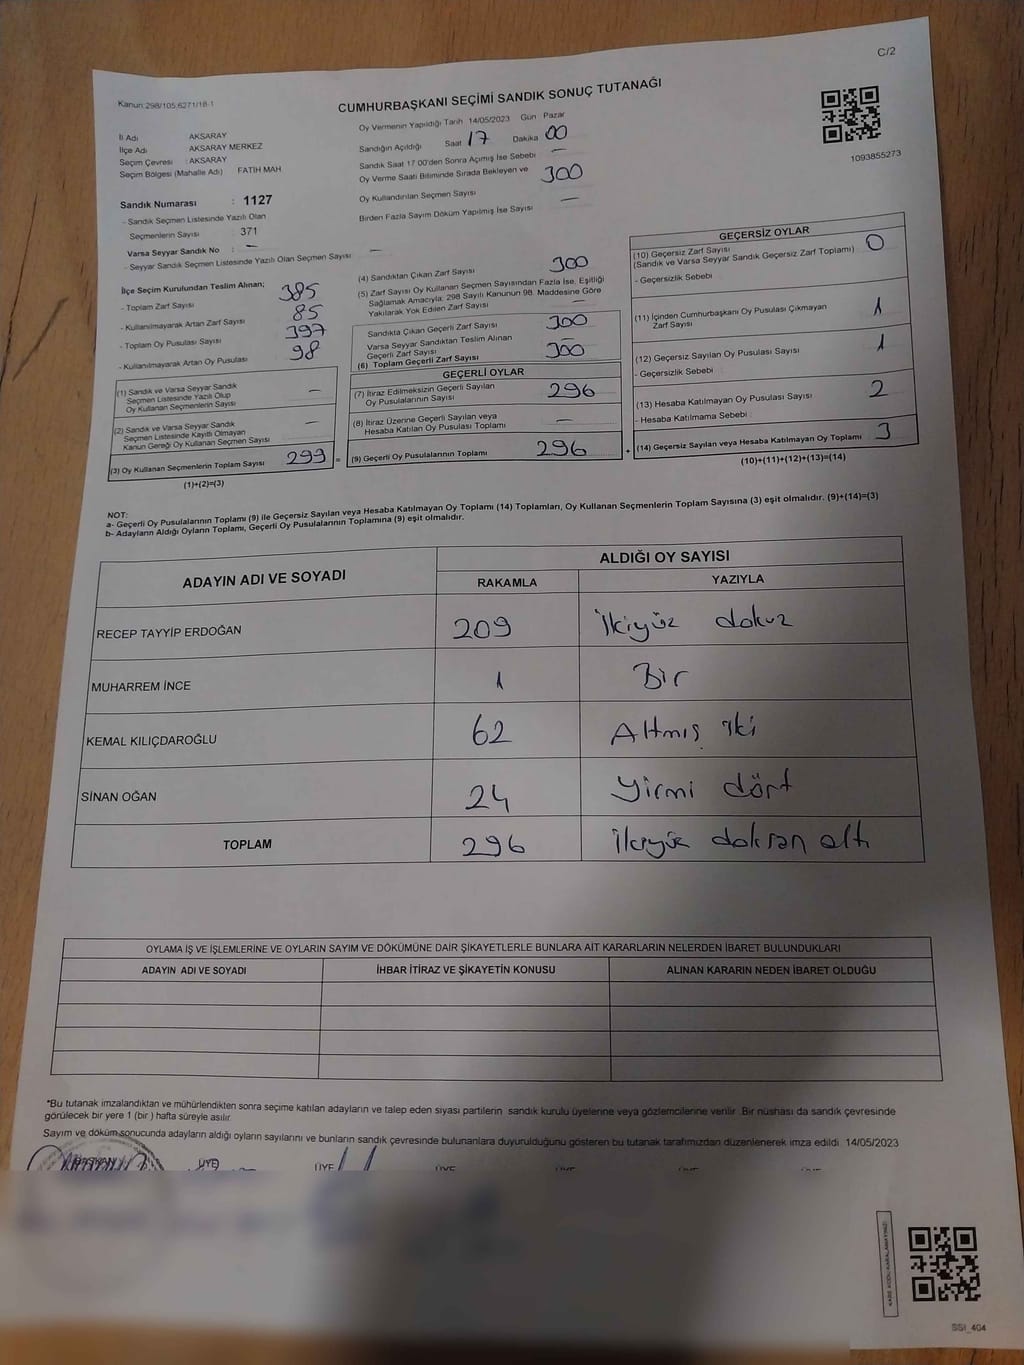 C/2
Kanun:298/105,6271/18-1
CUMHURBAŞKANI SEÇİMİ SANDIK SONUÇ TUTANAĞI
İl Adı AKSARAY
İlçe Adı AKSARAY MERKEZ
Seçim Çevresi : AKSARAY
Seçim Bölgesi (Mahalle Adı) FATİH MAH
Sandık Numarası : 1127
- Sandık Seçmen Listesinde Yazılı Olan
Seçmenlerin Sayısı : 371
Varsa Seyyar Sandık No : —
- Seyyar Sandık Seçmen Listesinde Yazılı Olan Seçmen Sayısı —
Oy Vermenin Yapıldığı Tarih 14/05/2023 Gün Pazar
Sandığın Açıldığı Saat 17 Dakika 00
Sandık Saat 17 00'den Sonra Açımış İse Sebebi —
Oy Verme Saati Bitiminde Sırada Bekleyen ve 300
Oy Kullandırılan Seçmen Sayısı
Birden Fazla Sayım Döküm Yapılmış İse Sayısı —
1093855273
İlçe Seçim Kurulundan Teslim Alınan;
- Toplam Zarf Sayısı 385
- Kullanılmayarak Artan Zarf Sayısı 85
- Toplam Oy Pusulası Sayısı 397
- Kullanılmayarak Artan Oy Pusulası 98
(1) Sandık ve Varsa Seyyar Sandık
Seçmen Listesinde Yazılı Olup
Oy Kullanan Seçmenlerin Sayısı —
(2) Sandık ve Varsa Seyyar Sandık
Seçmen Listesinde Kayıtlı Olmayan
Kanun Gereği Oy Kullanan Seçmen Sayısı —
(3) Oy Kullanan Seçmenlerin Toplam Sayısı 299 =
(1)+(2)=(3)
(4) Sandıktan Çıkan Zarf Sayısı 300
(5) Zarf Sayısı Oy Kullanan Seçmen Sayısından Fazla İse, Eşitliği
Sağlamak Amacıyla; 298 Sayılı Kanunun 98. Maddesine Göre
Yakılarak Yok Edilen Zarf Sayısı —
Sandıkta Çıkan Geçerli Zarf Sayısı 300
Varsa Seyyar Sandıktan Teslim Alınan
Geçerli Zarf Sayısı
(6) Toplam Geçerli Zarf Sayısı 300
GEÇERLİ OYLAR
(7) İtiraz Edilmeksizin Geçerli Sayılan
Oy Pusulasının Sayısı 296
(8) İtiraz Üzerine Geçerli Sayılan veya
Hesaba Katılan Oy Pusulası Toplamı —
(9) Geçerli Oy Pusulalarının Toplamı 296 +
GEÇERSİZ OYLAR
(10) Geçersiz Zarf Sayısı 0
(Sandık ve Varsa Seyyar Sandık Geçersiz Zarf Toplamı)
- Geçersizlik Sebebi
(11) İçinden Cumhurbaşkanı Oy Pusulası Çıkmayan
Zarf Sayısı 1
(12) Geçersiz Sayılan Oy Pusulası Sayısı 1
- Geçersizlik Sebebi
(13) Hesaba Katılmayan Oy Pusulası Sayısı 2
- Hesaba Katılmama Sebebi :
(14) Geçersiz Sayılan veya Hesaba Katılmayan Oy Toplamı 3
(10)+(11)+(12)+(13)=(14)
NOT:
a- Geçerli Oy Pusulalarının Toplamı (9) ile Geçersiz Sayılan veya Hesaba Katılmayan Oy Toplamı (14) Toplamları, Oy Kullanan Seçmenlerin Toplam Sayısına (3) eşit olmalıdır. (9)+(14)=(3)
b- Adayların Aldığı Oyların Toplamı, Geçerli Oy Pusulalarının Toplamına (9) eşit olmalıdır.
ADAYIN ADI VE SOYADI ALDIĞI OY SAYISI
RAKAMLA YAZIYLA
RECEP TAYYİP ERDOĞAN 209 İkiyüz dokuz
MUHARREM İNCE 1 Bir
KEMAL KILIÇDAROĞLU 62 Altmış iki
SİNAN OĞAN 24 Yirmi dört
TOPLAM 296 İkiyüz doksan altı
OYLAMA İŞ VE İŞLEMLERİNE VE OYLARIN SAYIM VE DÖKÜMÜNE DAİR ŞİKAYETLERLE BUNLARA AİT KARARLARIN NELERDEN İBARET BULUNDUKLARI
ADAYIN ADI VE SOYADI İHBAR İTİRAZ VE ŞİKAYETİN KONUSU ALINAN KARARIN NEDEN İBARET OLDUĞU
*Bu tutanak imzalandıktan ve mühürlendikten sonra seçime katılan adayların ve talep eden siyası partilerin sandık kurulu üyelerine veya gözlemcilerine verilir. Bir nüshası da sandık çevresinde
görülecek bir yere 1 (bir) hafta süreyle asılır.
Sayım ve döküm sonucunda adayların aldığı oyların sayılarını ve bunların sandık çevresinde bulunanlara duyurulduğunu gösteren bu tutanak tarafımızdan düzenlenerek imza edildi 14/05/2023
BAŞKAN ÜYE ÜYE ÜYE ÜYE ÜYE ÜYE
SSI_404